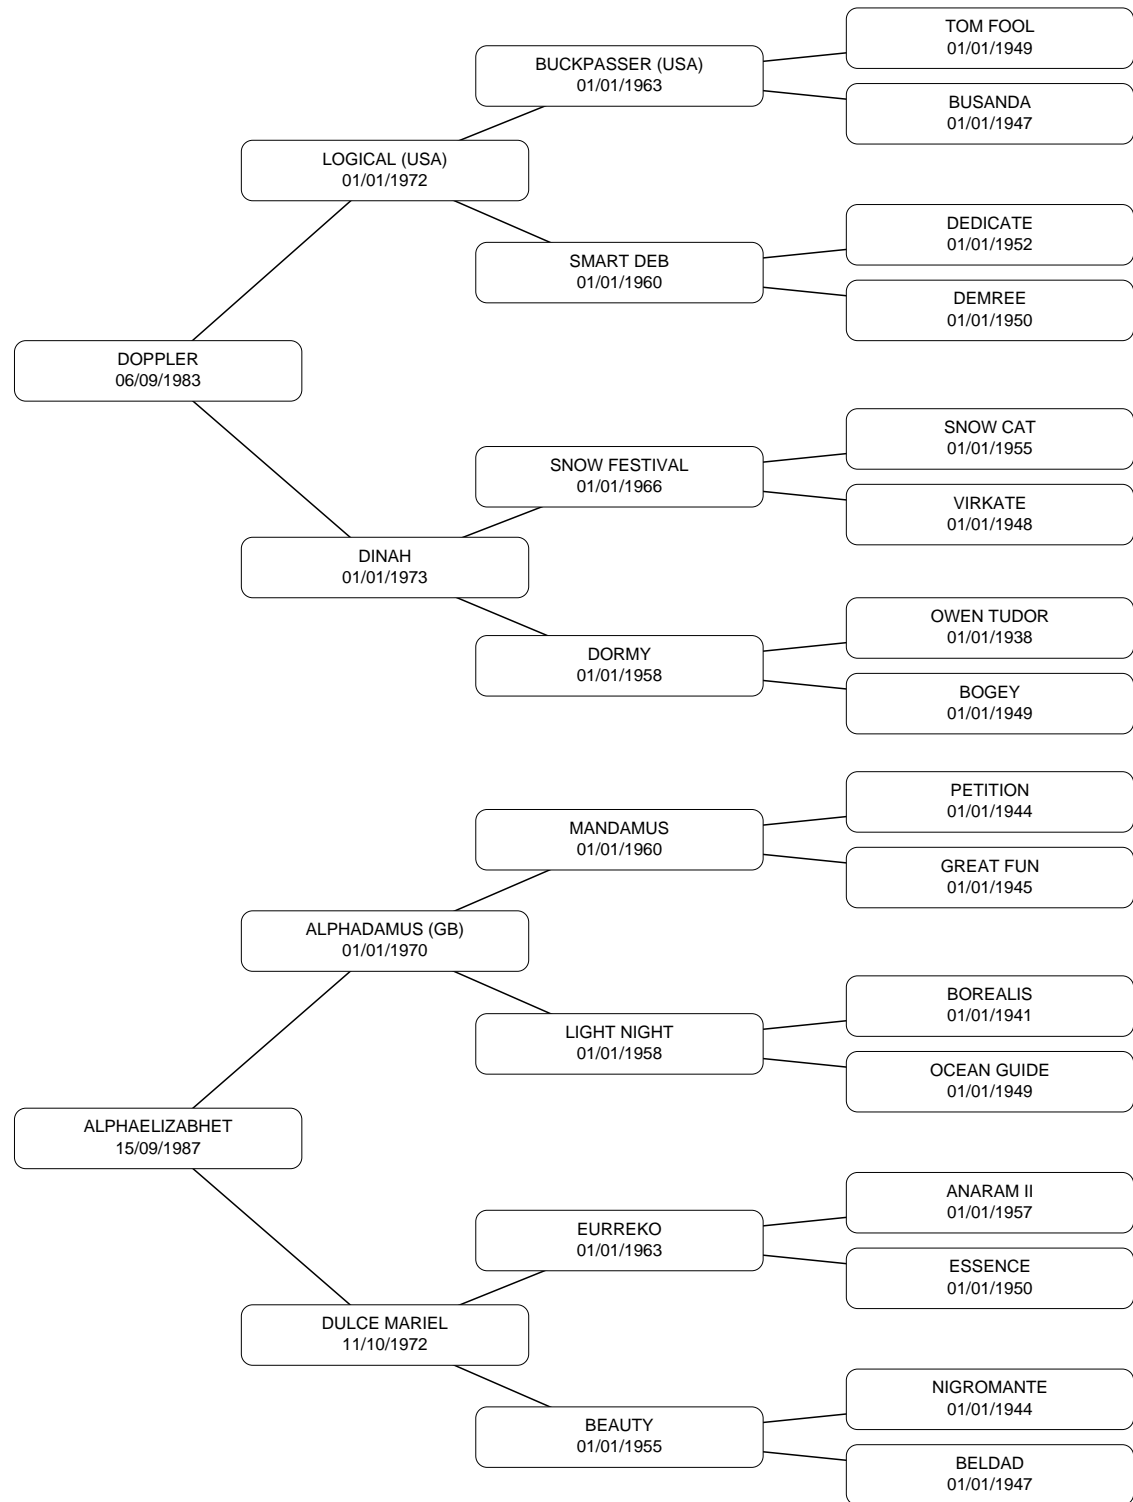 TOM FOOL
01/01/1949
BUCKPASSER (USA)
01/01/1963
BUSANDA
01/01/1947
LOGICAL (USA)
01/01/1972
DEDICATE
01/01/1952
SMART DEB
01/01/1960
DEMREE
01/01/1950
DOPPLER
06/09/1983
SNOW CAT
01/01/1955
SNOW FESTIVAL
01/01/1966
VIRKATE
01/01/1948
DINAH
01/01/1973
OWEN TUDOR
01/01/1938
DORMY
01/01/1958
BOGEY
01/01/1949
PETITION
01/01/1944
MANDAMUS
01/01/1960
GREAT FUN
01/01/1945
ALPHADAMUS (GB)
01/01/1970
BOREALIS
01/01/1941
LIGHT NIGHT
01/01/1958
OCEAN GUIDE
01/01/1949
ALPHAELIZABHET
15/09/1987
ANARAM II
01/01/1957
EURREKO
01/01/1963
ESSENCE
01/01/1950
DULCE MARIEL
11/10/1972
NIGROMANTE
01/01/1944
BEAUTY
01/01/1955
BELDAD
01/01/1947